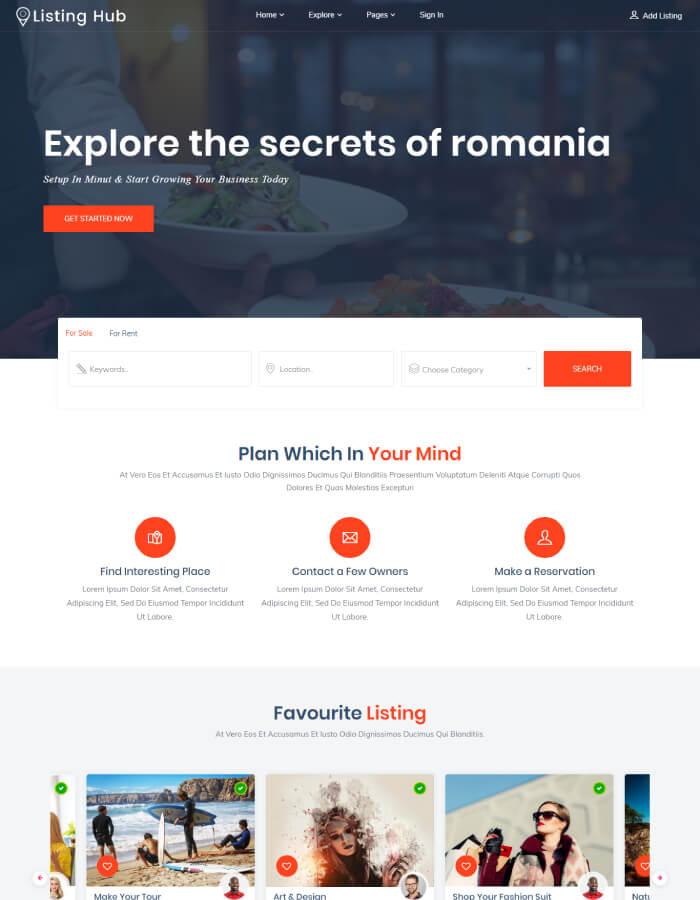 Listing Hub
Home Explore Pages Sign In Add Listing
Explore the secrets of romania
Setup In Minut & Start Growing Your Business Today
GET STARTED NOW
For Sale For Rent
Keywords.. Location.. Choose Category SEARCH
Plan Which In Your Mind
At Vero Eos Et Accusamus Et Iusto Odio Dignissimos Ducimus Qui Blanditiis Praesentium Voluptatum Deleniti Atque Corrupti Quos
Dolores Et Quas Molestias Excepturi
Find Interesting Place
Lorem Ipsum Dolor Sit Amet, Consectetur
Adipiscing Elit, Sed Do Eiusmod Tempor Incididunt
Ut Labore.
Contact a Few Owners
Lorem Ipsum Dolor Sit Amet, Consectetur
Adipiscing Elit, Sed Do Eiusmod Tempor Incididunt
Ut Labore.
Make a Reservation
Lorem Ipsum Dolor Sit Amet, Consectetur
Adipiscing Elit, Sed Do Eiusmod Tempor Incididunt
Ut Labore.
Favourite Listing
At Vero Eos Et Accusamus Et Iusto Odio Dignissimos Ducimus Qui Blanditiis.
Make Your Tour
Art & Design
Shop Your Fashion Suit